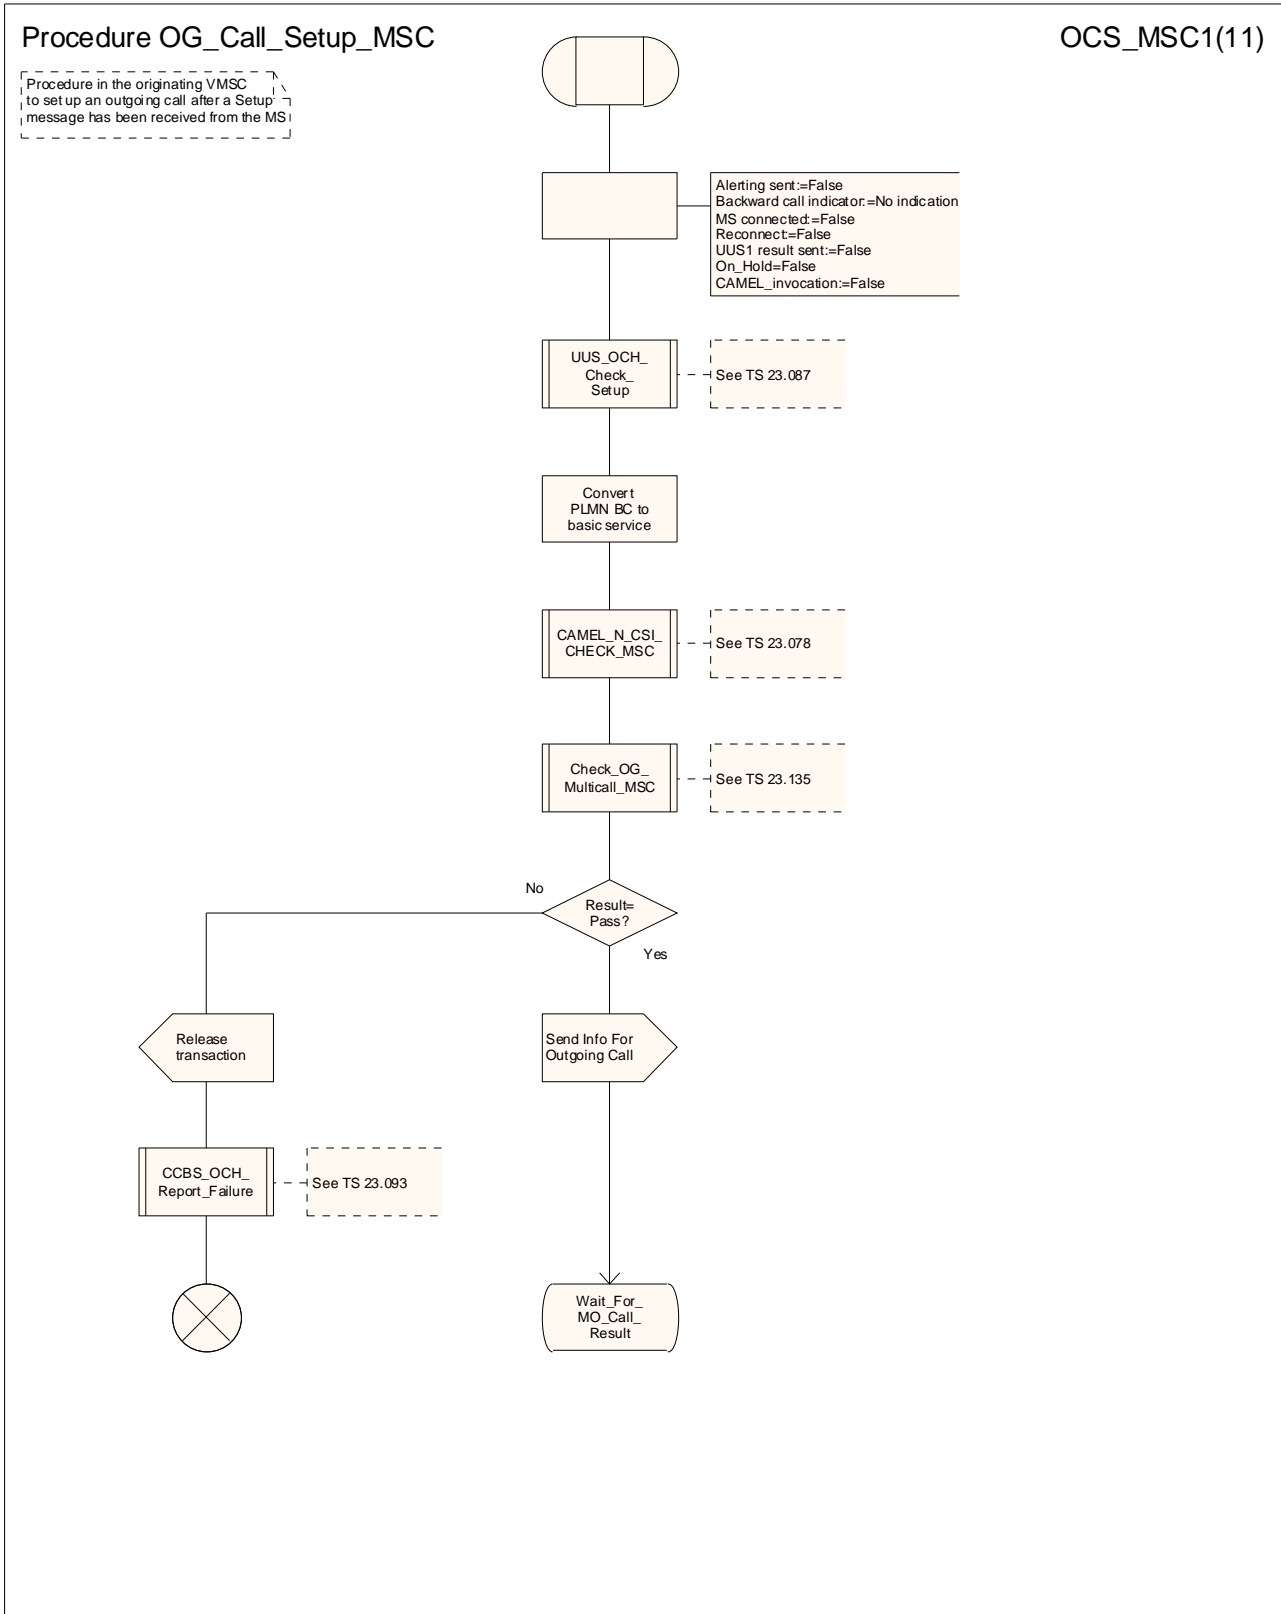 Procedure OG_Call_Setup_MSC
OCS_MSC1(11)
Procedure in the originating VMSC
to set up an outgoing call after a Setup
message has been received from the MS
Alerting sent:=False
Backward call indicator:=No indication
MS connected:=False
Reconnect:=False
UUS1 result sent:=False
On_Hold=False
CAMEL_invocation:=False
UUS_OCH_
Check_
Setup
See TS 23.087
Convert
PLMN BC to
basic service
CAMEL_N_CSI_
CHECK_MSC
See TS 23.078
Check_OG_
Multicall_MSC
See TS 23.135
No
Result=
Pass?
Yes
Release
transaction
Send Info For
Outgoing Call
CCBS_OCH_
Report_Failure
See TS 23.093
Wait_For_
MO_Call_
Result